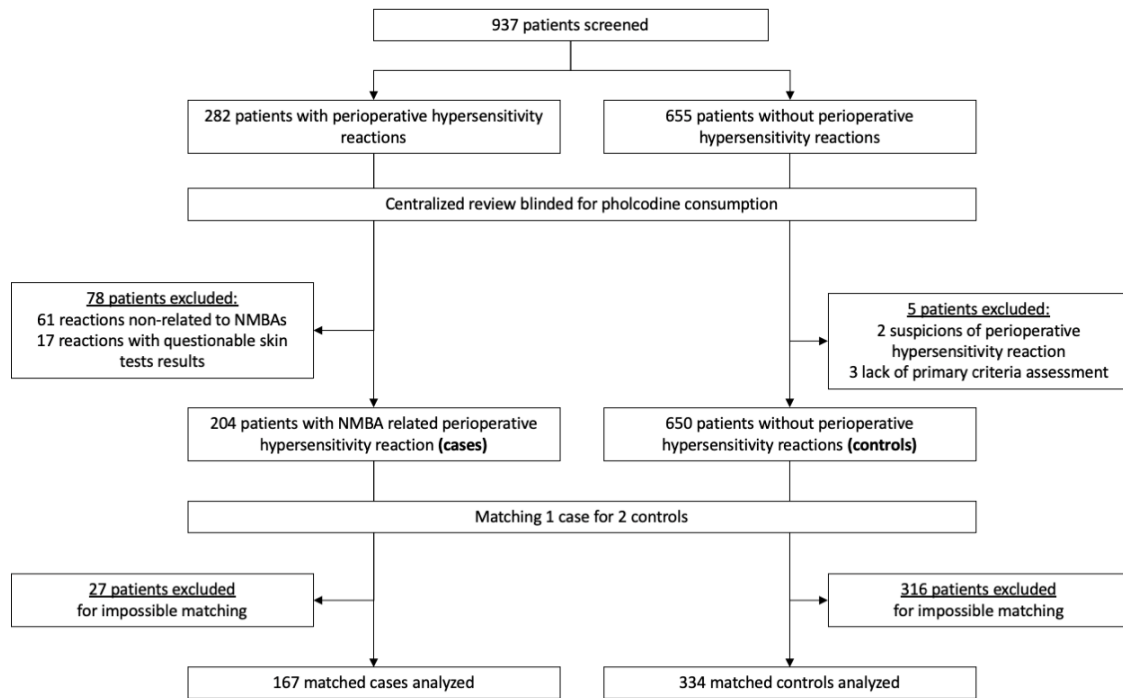 937 patients screened
282 patients with perioperative hypersensitivity
reactions
655 patients without perioperative
hypersensitivity reactions
Centralized review blinded for pholcodine consumption
78 patients excluded:
61 reactions non-related to NMBAs
17 reactions with questionable skin
tests results
5 patients excluded:
2 suspicions of perioperative
hypersensitivity reaction
3 lack of primary criteria assessment
204 patients with NMBA related perioperative
hypersensitivity reaction (cases)
650 patients without perioperative
hypersensitivity reactions (controls)
Matching 1 case for 2 controls
27 patients excluded
for impossible matching
316 patients excluded
for impossible matching
167 matched cases analyzed
334 matched controls analyzed